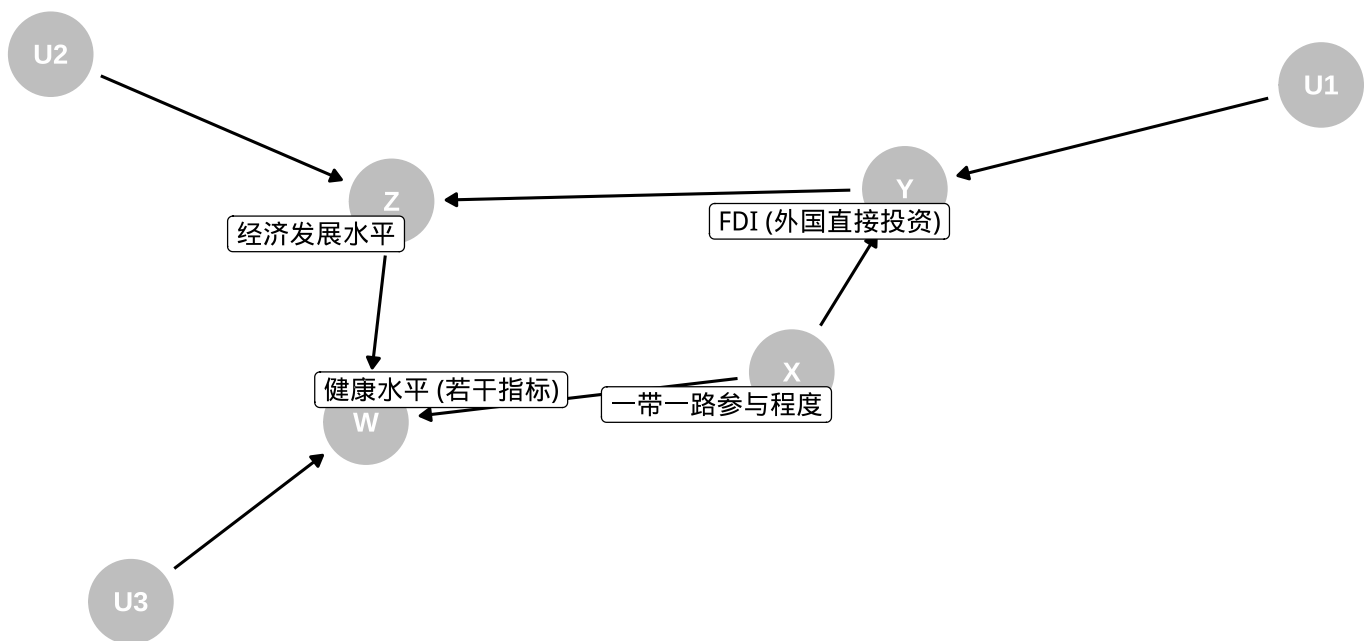 U2
U1
Z
Y
经济发展水平
FDI (外国直接投资)
X
健康水平 (若干指标)
一带一路参与程度
W
U3